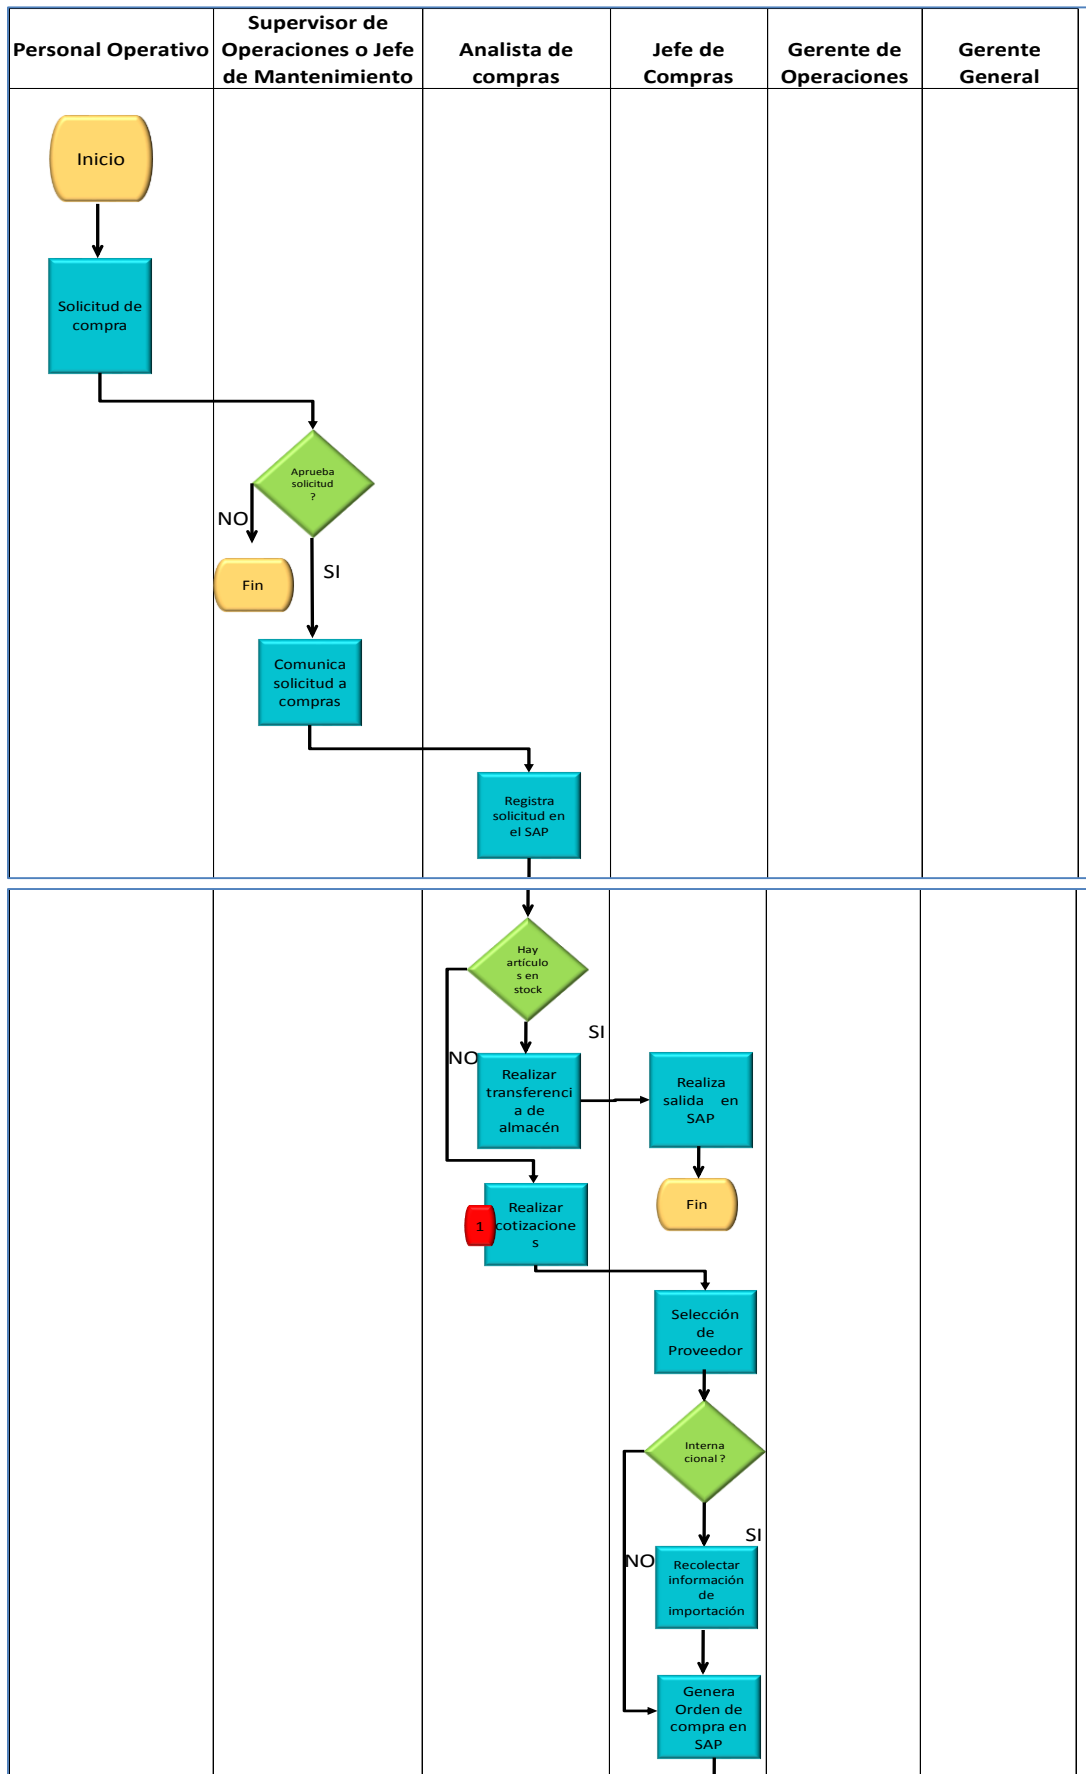 Personal Operativo
Supervisor de
Operaciones o Jefe
de Mantenimiento
Analista de
compras
Jefe de
Compras
Gerente de
Operaciones
Gerente
General
Inicio
Solicitud de
compra
Aprueba
solicitud
?
NO
SI
Fin
Comunica
solicitud a
compras
Registra
solicitud en
el SAP
Hay
artículo
s en
stock
SI
NO
Realizar
transferenci
a de
almacén
Realiza
salida en
SAP
Fin
1
Realizar
cotizacione
s
Selección
de
Proveedor
Interna
cional ?
SI
NO
Recolectar
información
de
importación
Genera
Orden de
compra en
SAP